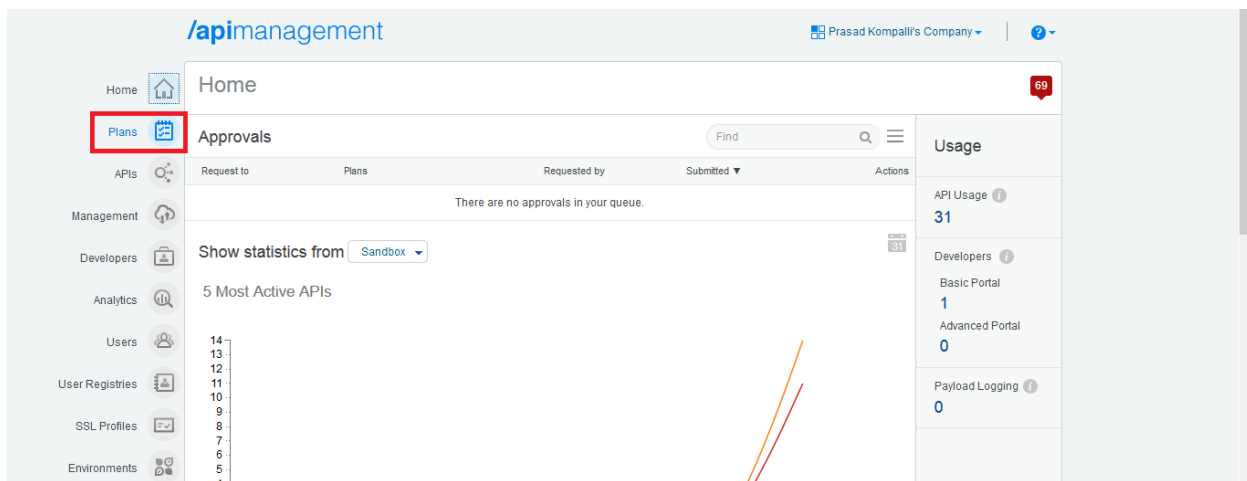 /apimanagement
Prasad Kompalli's Company
?
Home
Plans
APIs
Management
Developers
Analytics
Users
User Registries
SSL Profiles
Environments
Home
69
Approvals
Find
Request to Plans Requested by Submitted ▼ Actions
There are no approvals in your queue.
Show statistics from Sandbox
31
5 Most Active APIs
14
13
12
11
10
9
8
7
6
5
Usage
API Usage i
31
Developers i
Basic Portal
1
Advanced Portal
0
Payload Logging i
0